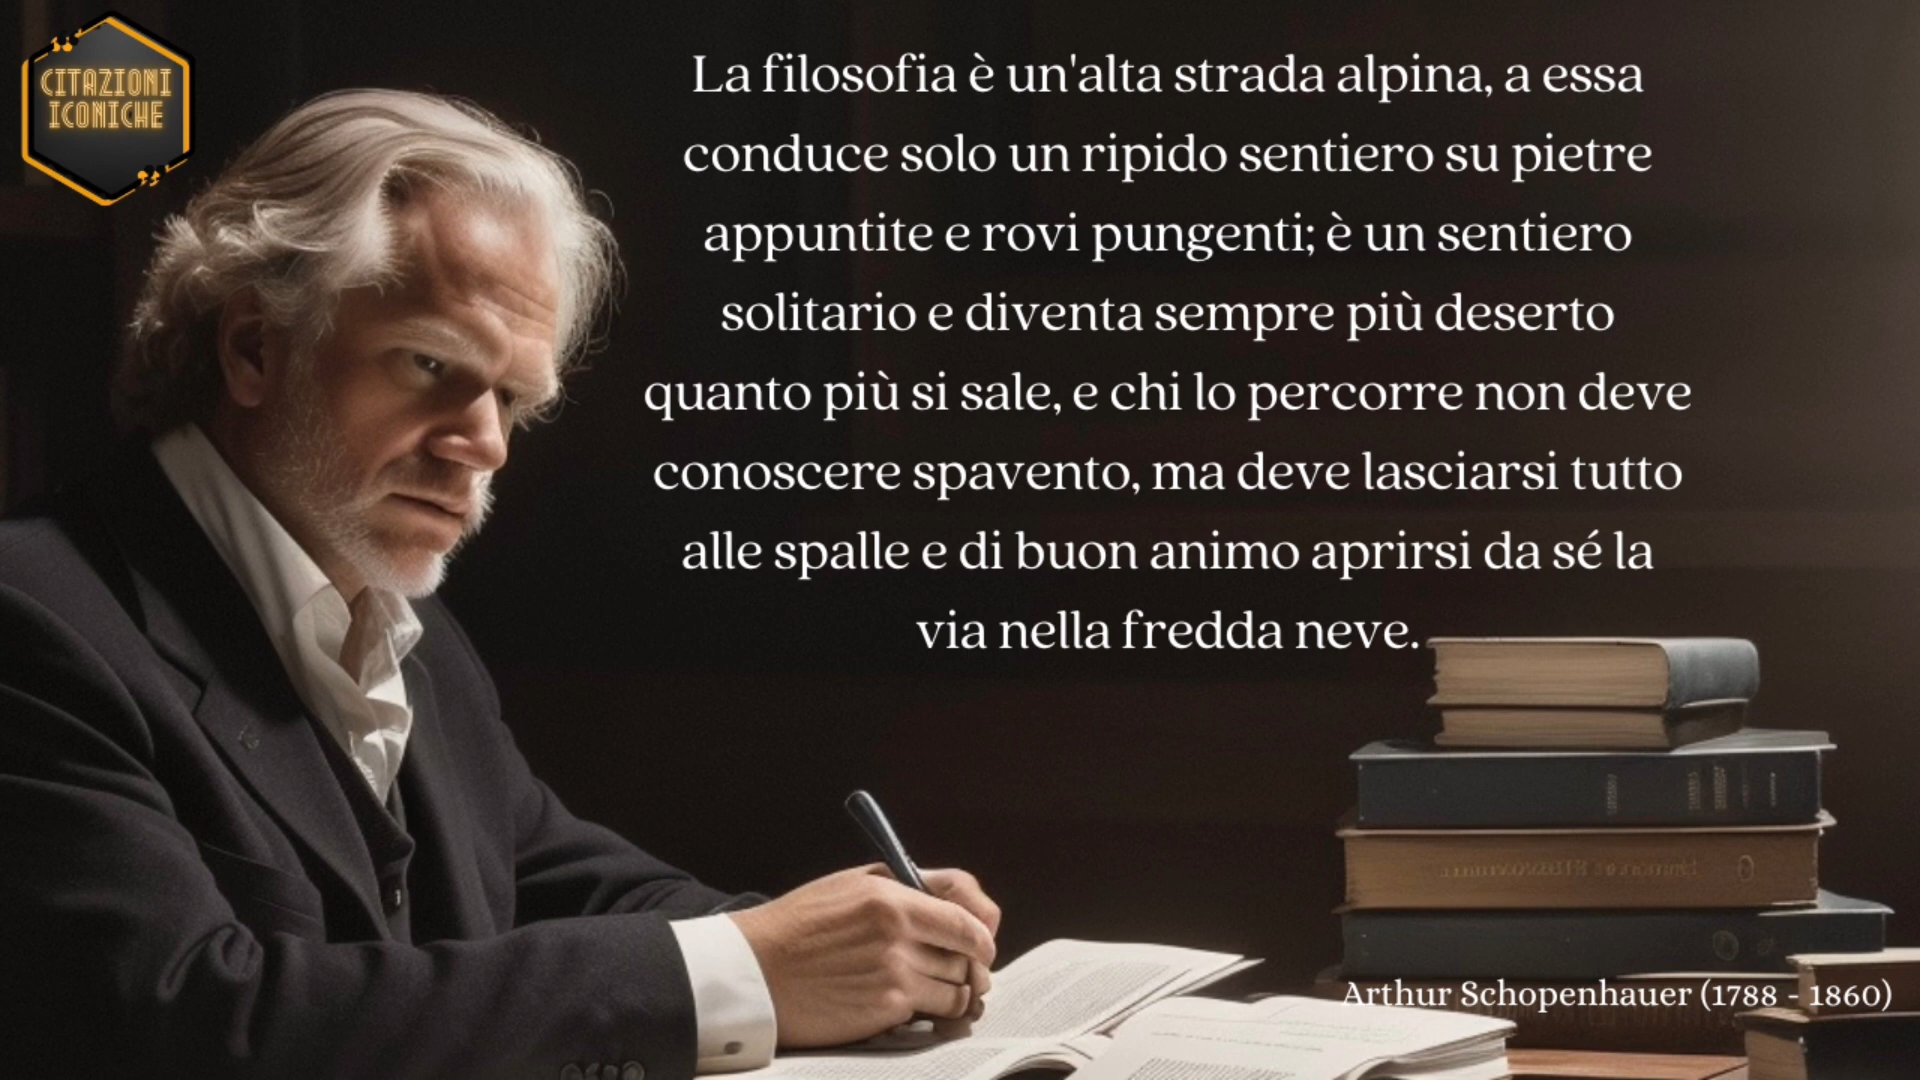 CITAZIONI
ICONICHE
La filosofia è un'alta strada alpina, a essa
conduce solo un ripido sentiero su pietre
appuntite e rovi pungenti; è un sentiero
solitario e diventa sempre più deserto
quanto più si sale, e chi lo percorre non deve
conoscere spavento, ma deve lasciarsi tutto
alle spalle e di buon animo aprirsi da sé la
via nella fredda neve.
Arthur Schopenhauer (1788 - 1860)